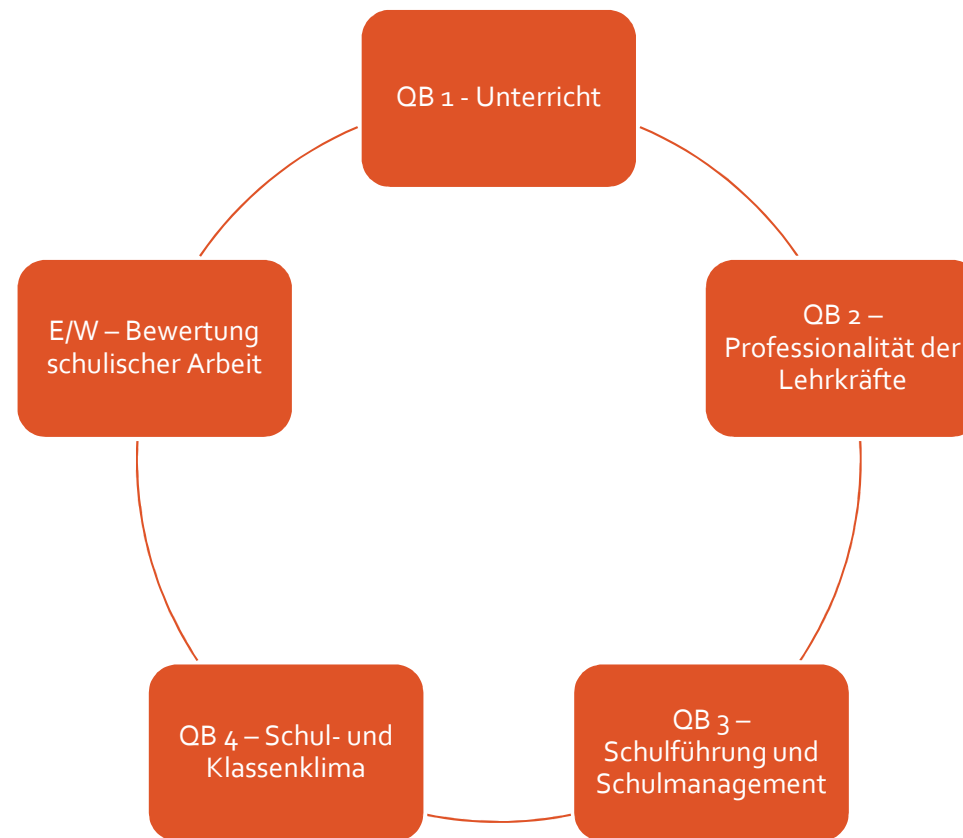 QB 1 - Unterricht
QB 2 –
Professionalität der
Lehrkräfte
QB 3 –
Schulführung und
Schulmanagement
QB 4 – Schul- und
Klassenklima
E/W – Bewertung
schulischer Arbeit